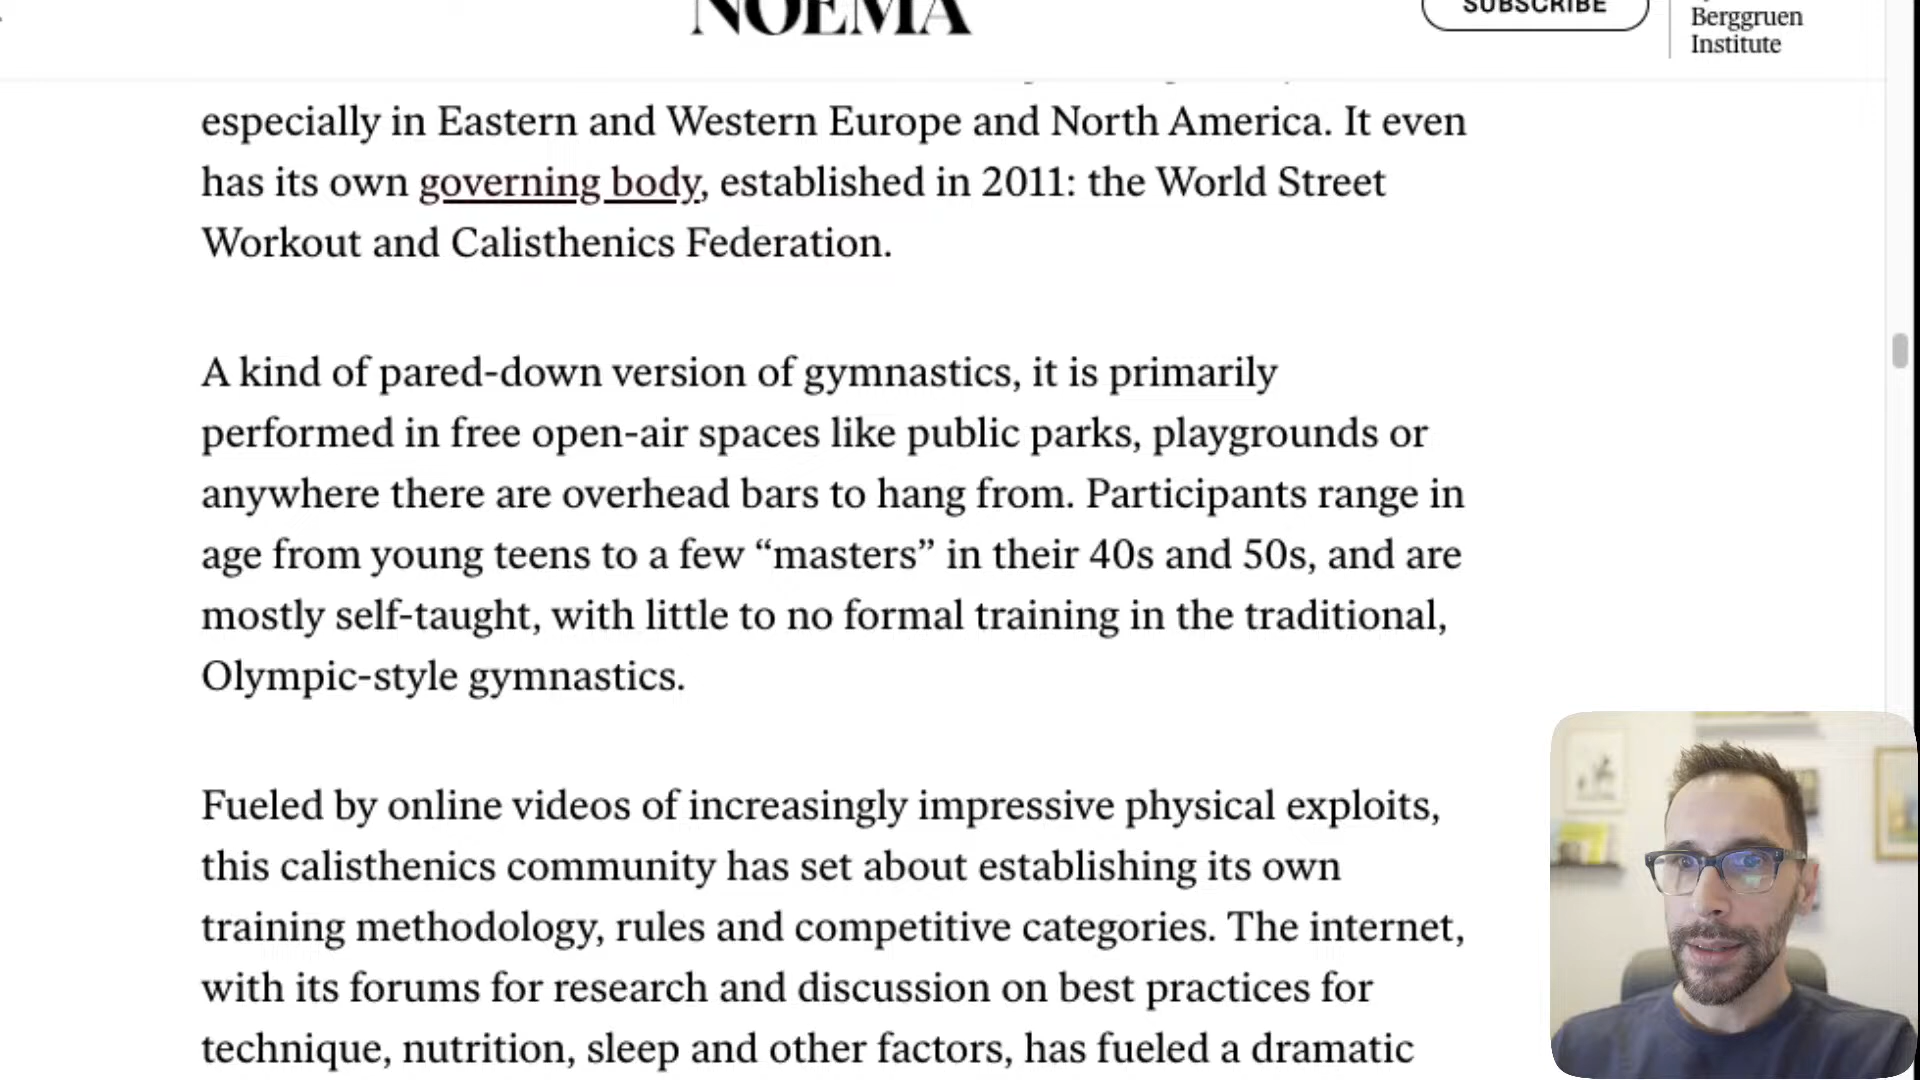 NOEMA
SUBSCRIBE
Berggruen
Institute
especially in Eastern and Western Europe and North America. It even
has its own governing body, established in 2011: the World Street
Workout and Calisthenics Federation.
A kind of pared-down version of gymnastics, it is primarily
performed in free open-air spaces like public parks, playgrounds or
anywhere there are overhead bars to hang from. Participants range in
age from young teens to a few “masters” in their 40s and 50s, and are
mostly self-taught, with little to no formal training in the traditional,
Olympic-style gymnastics.
Fueled by online videos of increasingly impressive physical exploits,
this calisthenics community has set about establishing its own
training methodology, rules and competitive categories. The internet,
with its forums for research and discussion on best practices for
technique, nutrition, sleep and other factors, has fueled a dramatic